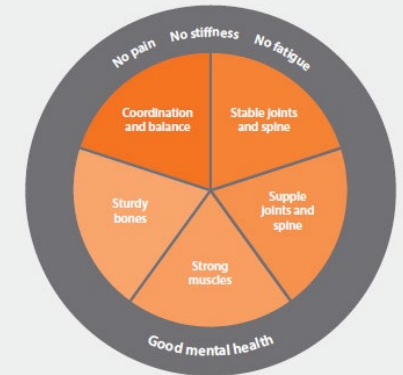 No pain
No stiffness
No fatigue
Coordination
and balance
Stable joints
and spine
Sturdy
bones
Supple
joints and
spine
Strong
muscles
Good mental health